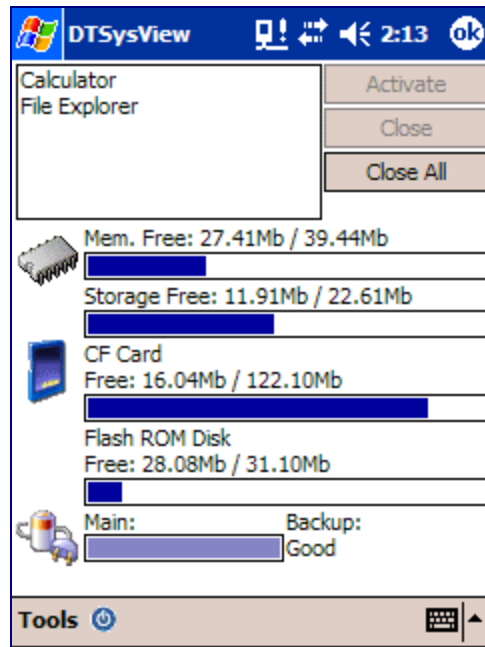 DTSysView 2:13 ok
Calculator
File Explorer
Activate
Close
Close All
Mem. Free: 27.41Mb / 39.44Mb
Storage Free: 11.91Mb / 22.61Mb
CF Card
Free: 16.04Mb / 122.10Mb
Flash ROM Disk
Free: 28.08Mb / 31.10Mb
Main: Backup:
Good
Tools